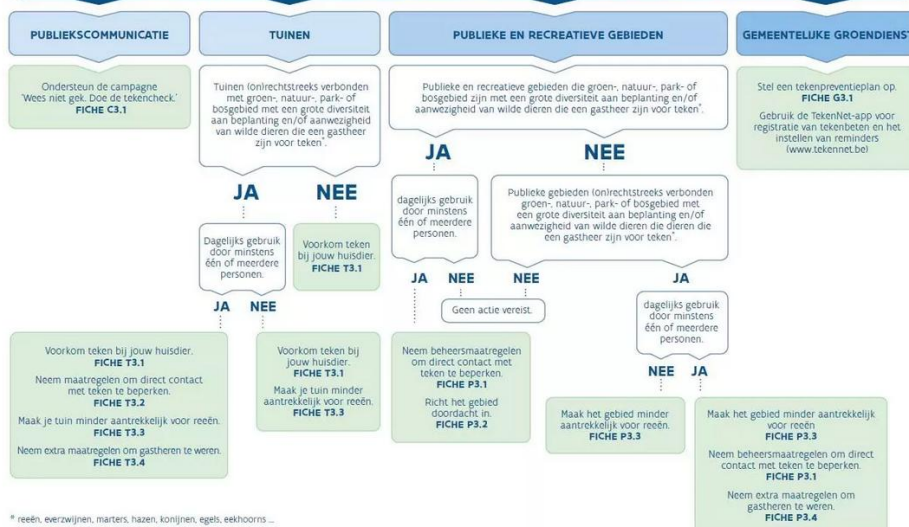 PUBLIEKSCOMMUNICATIE
Ondersteun de campagne
'Wees niet gek. Doe de tekencheck.'
FICHE C3.1
TUINEN
Tuinen (on)rechtstreeks verbonden
met groen-, natuur-, park- of
bosgebied met een grote diversiteit
aan beplanting en/of aanwezigheid
van wilde dieren die een gastheer
zijn voor teken*.
JA
NEE
Dagelijks gebruik
door minstens
één of meerdere
personen.
Voorkom teken
bij jouw huisdier.
FICHE T3.1
JA
NEE
Voorkom teken bij jouw huisdier.
FICHE T3.1
Neem maatregelen om direct contact
met teken te beperken.
FICHE T3.2
Maak je tuin minder aantrekkelijk voor reeën.
FICHE T3.3
Neem extra maatregelen om gastheren te weren.
FICHE T3.4
Voorkom teken bij
jouw huisdier.
FICHE T3.1
Maak je tuin minder
aantrekkelijk voor reeën.
FICHE T3.3
PUBLIEKE EN RECREATIEVE GEBIEDEN
Publieke en recreatieve gebieden die groen-, natuur-, park- of
bosgebied zijn met een grote diversiteit aan beplanting en/of
aanwezigheid van wilde dieren die een gastheer zijn voor teken*.
JA
NEE
dagelijks gebruik
door minstens
één of meerdere
personen.
Publieke gebieden (on)rechtstreeks verbonden
groen-, natuur-, park- of bosgebied met
een grote diversiteit aan beplanting en/of
aanwezigheid van wilde dieren die dieren die
een gastheer zijn voor teken*.
JA
NEE
NEE
JA
Geen actie vereist.
dagelijks gebruik
door minstens
één of meerdere
personen.
Neem beheersmaatregelen
om direct contact met
teken te beperken.
FICHE P3.1
Richt het gebied
doordacht in.
FICHE P3.2
NEE
JA
Maak het gebied minder
aantrekkelijk voor reeën.
FICHE P3.3
Maak het gebied minder aantrekkelijk
voor reeën
FICHE P3.3
Neem beheersmaatregelen om direct
contact met teken te beperken.
FICHE P3.1
Neem extra maatregelen om
gastheren te weren.
FICHE P3.4
GEMEENTELIJKE GROENDIENST
Stel een tekenpreventieplan op.
FICHE G3.1
Gebruik de TekenNet-app voor
registratie van tekenbeten en het
instellen van reminders
(www.tekennet.be)
* reeën, everzwijnen, marters, hazen, konijnen, egels, eekhoorns ...